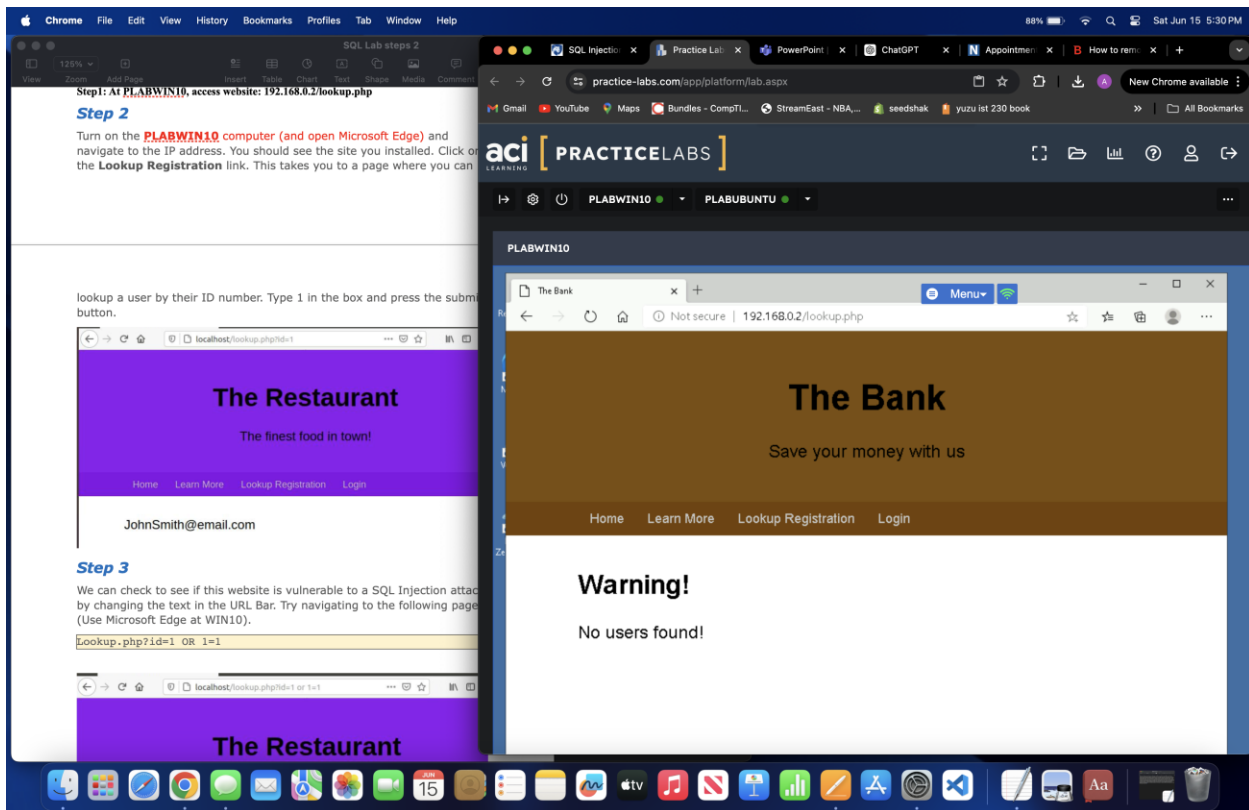 Chrome File Edit View History Bookmarks Profiles Tab Window Help
88% Sat Jun 15 5:30 PM
SQL Lab steps 2
125%
View Zoom Add Page Insert Table Chart Text Shape Media Comment
Step1: At PLABWIN10, access website: 192.168.0.2/lookup.php
Step 2
Turn on the PLABWIN10 computer (and open Microsoft Edge) and
navigate to the IP address. You should see the site you installed. Click
the Lookup Registration link. This takes you to a page where you can
lookup a user by their ID number. Type 1 in the box and press the
button.
localhost/lookup.php?id=1
The Restaurant
The finest food in town!
Home Learn More Lookup Registration Login
JohnSmith@email.com
Step 3
We can check to see if this website is vulnerable to a SQL Injection
by changing the text in the URL Bar. Try navigating to the following page
(Use Microsoft Edge at WIN10).
Lookup.php?id=1 OR 1=1
localhost/lookup.php?id=1 or 1=1
The Restaurant
SQL Injection Practice Lab PowerPoint ChatGPT Appointmen How to rem
practice-labs.com/app/platform/lab.aspx
A
New Chrome available
Gmail YouTube Maps Bundles - CompTI... StreamEast - NBA,... seedshak yuzu ist 230 book » All Bookmarks
aci LEARNING [ PRACTICELABS ]
PLABWIN10 PLABUBUNTU
PLABWIN10
The Bank
Menu
Not secure | 192.168.0.2/lookup.php
The Bank
Save your money with us
Home Learn More Lookup Registration Login
Warning!
No users found!
JUN
15
tv
Aa